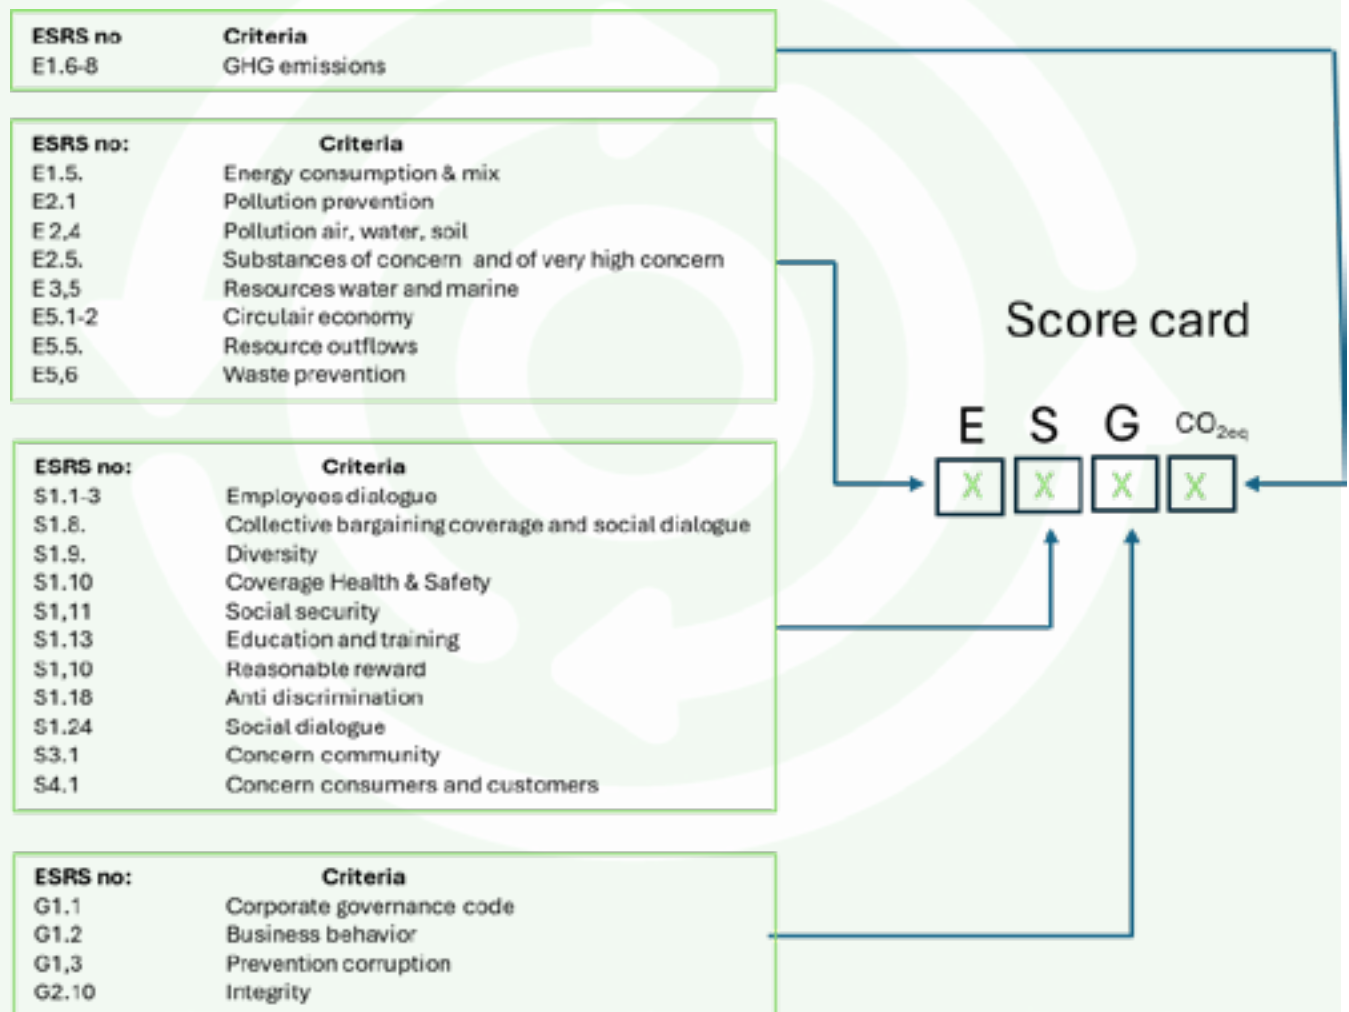 ESRS no Criteria
E1.6-8 GHG emissions
ESRS no: Criteria
E1.5. Energy consumption & mix
E2.1 Pollution prevention
E 2,4 Pollution air, water, soil
E2.5. Substances of concern and of very high concern
E 3,5 Resources water and marine
E5.1-2 Circulair economy
E5.5. Resource outflows
E5,6 Waste prevention
ESRS no: Criteria
S1.1-3 Employees dialogue
S1.8. Collective bargaining coverage and social dialogue
S1.9. Diversity
S1.10 Coverage Health & Safety
S1,11 Social security
S1.13 Education and training
S1,10 Reasonable reward
S1.18 Anti discrimination
S1.24 Social dialogue
S3.1 Concern community
S4.1 Concern consumers and customers
ESRS no: Criteria
G1.1 Corporate governance code
G1.2 Business behavior
G1,3 Prevention corruption
G2.10 Integrity
Score card
E S G CO2eq
X X X X